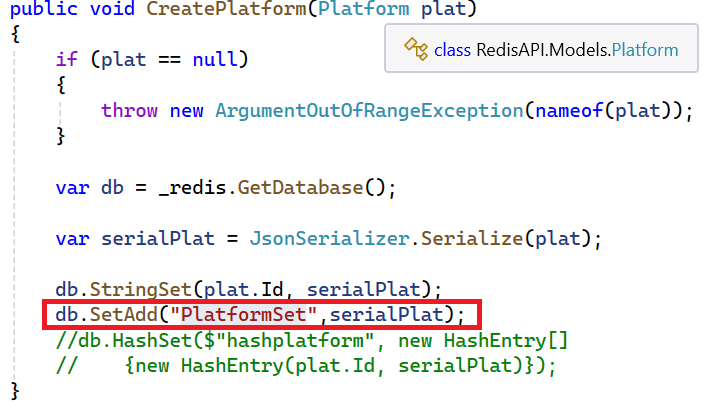 public void CreatePlatform(Platform plat)
{
class RedisAPI.Models.Platform
if (plat == null)
{
throw new ArgumentOutOfRangeException(nameof(plat));
}
var db = _redis.GetDatabase();
var serialPlat = JsonSerializer.Serialize(plat);
db.StringSet(plat.Id, serialPlat);
db.SetAdd("PlatformSet",serialPlat);
//db.HashSet($"hashplatform", new HashEntry[]
//    {new HashEntry(plat.Id, serialPlat)});
}